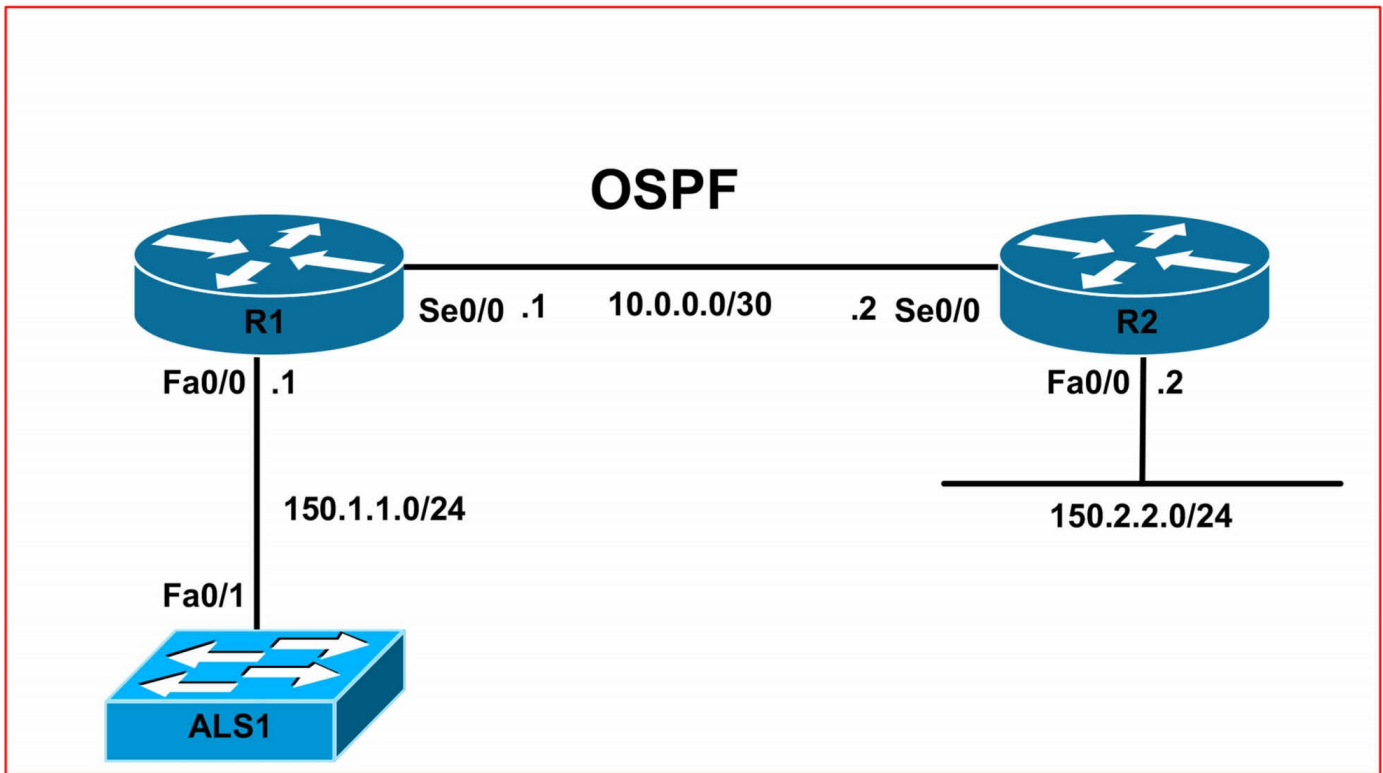 OSPF
R1
Se0/0 .1
10.0.0.0/30
.2 Se0/0
R2
Fa0/0 .1
Fa0/0 .2
150.1.1.0/24
150.2.2.0/24
Fa0/1
ALS1